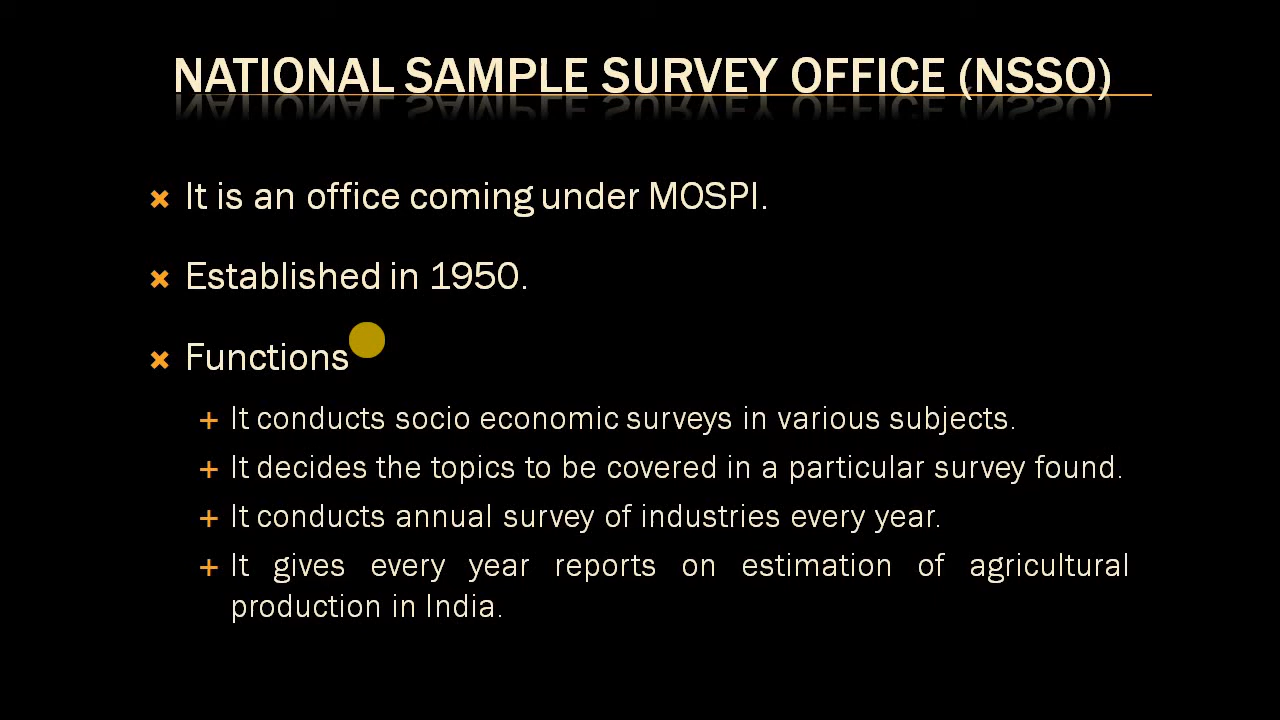 NATIONAL SAMPLE SURVEY OFFICE (NSSO)
It is an office coming under MOSPI.
Established in 1950.
Functions
It conducts socio economic surveys in various subjects.
It decides the topics to be covered in a particular survey found.
It conducts annual survey of industries every year.
It gives every year reports on estimation of agricultural
production in India.